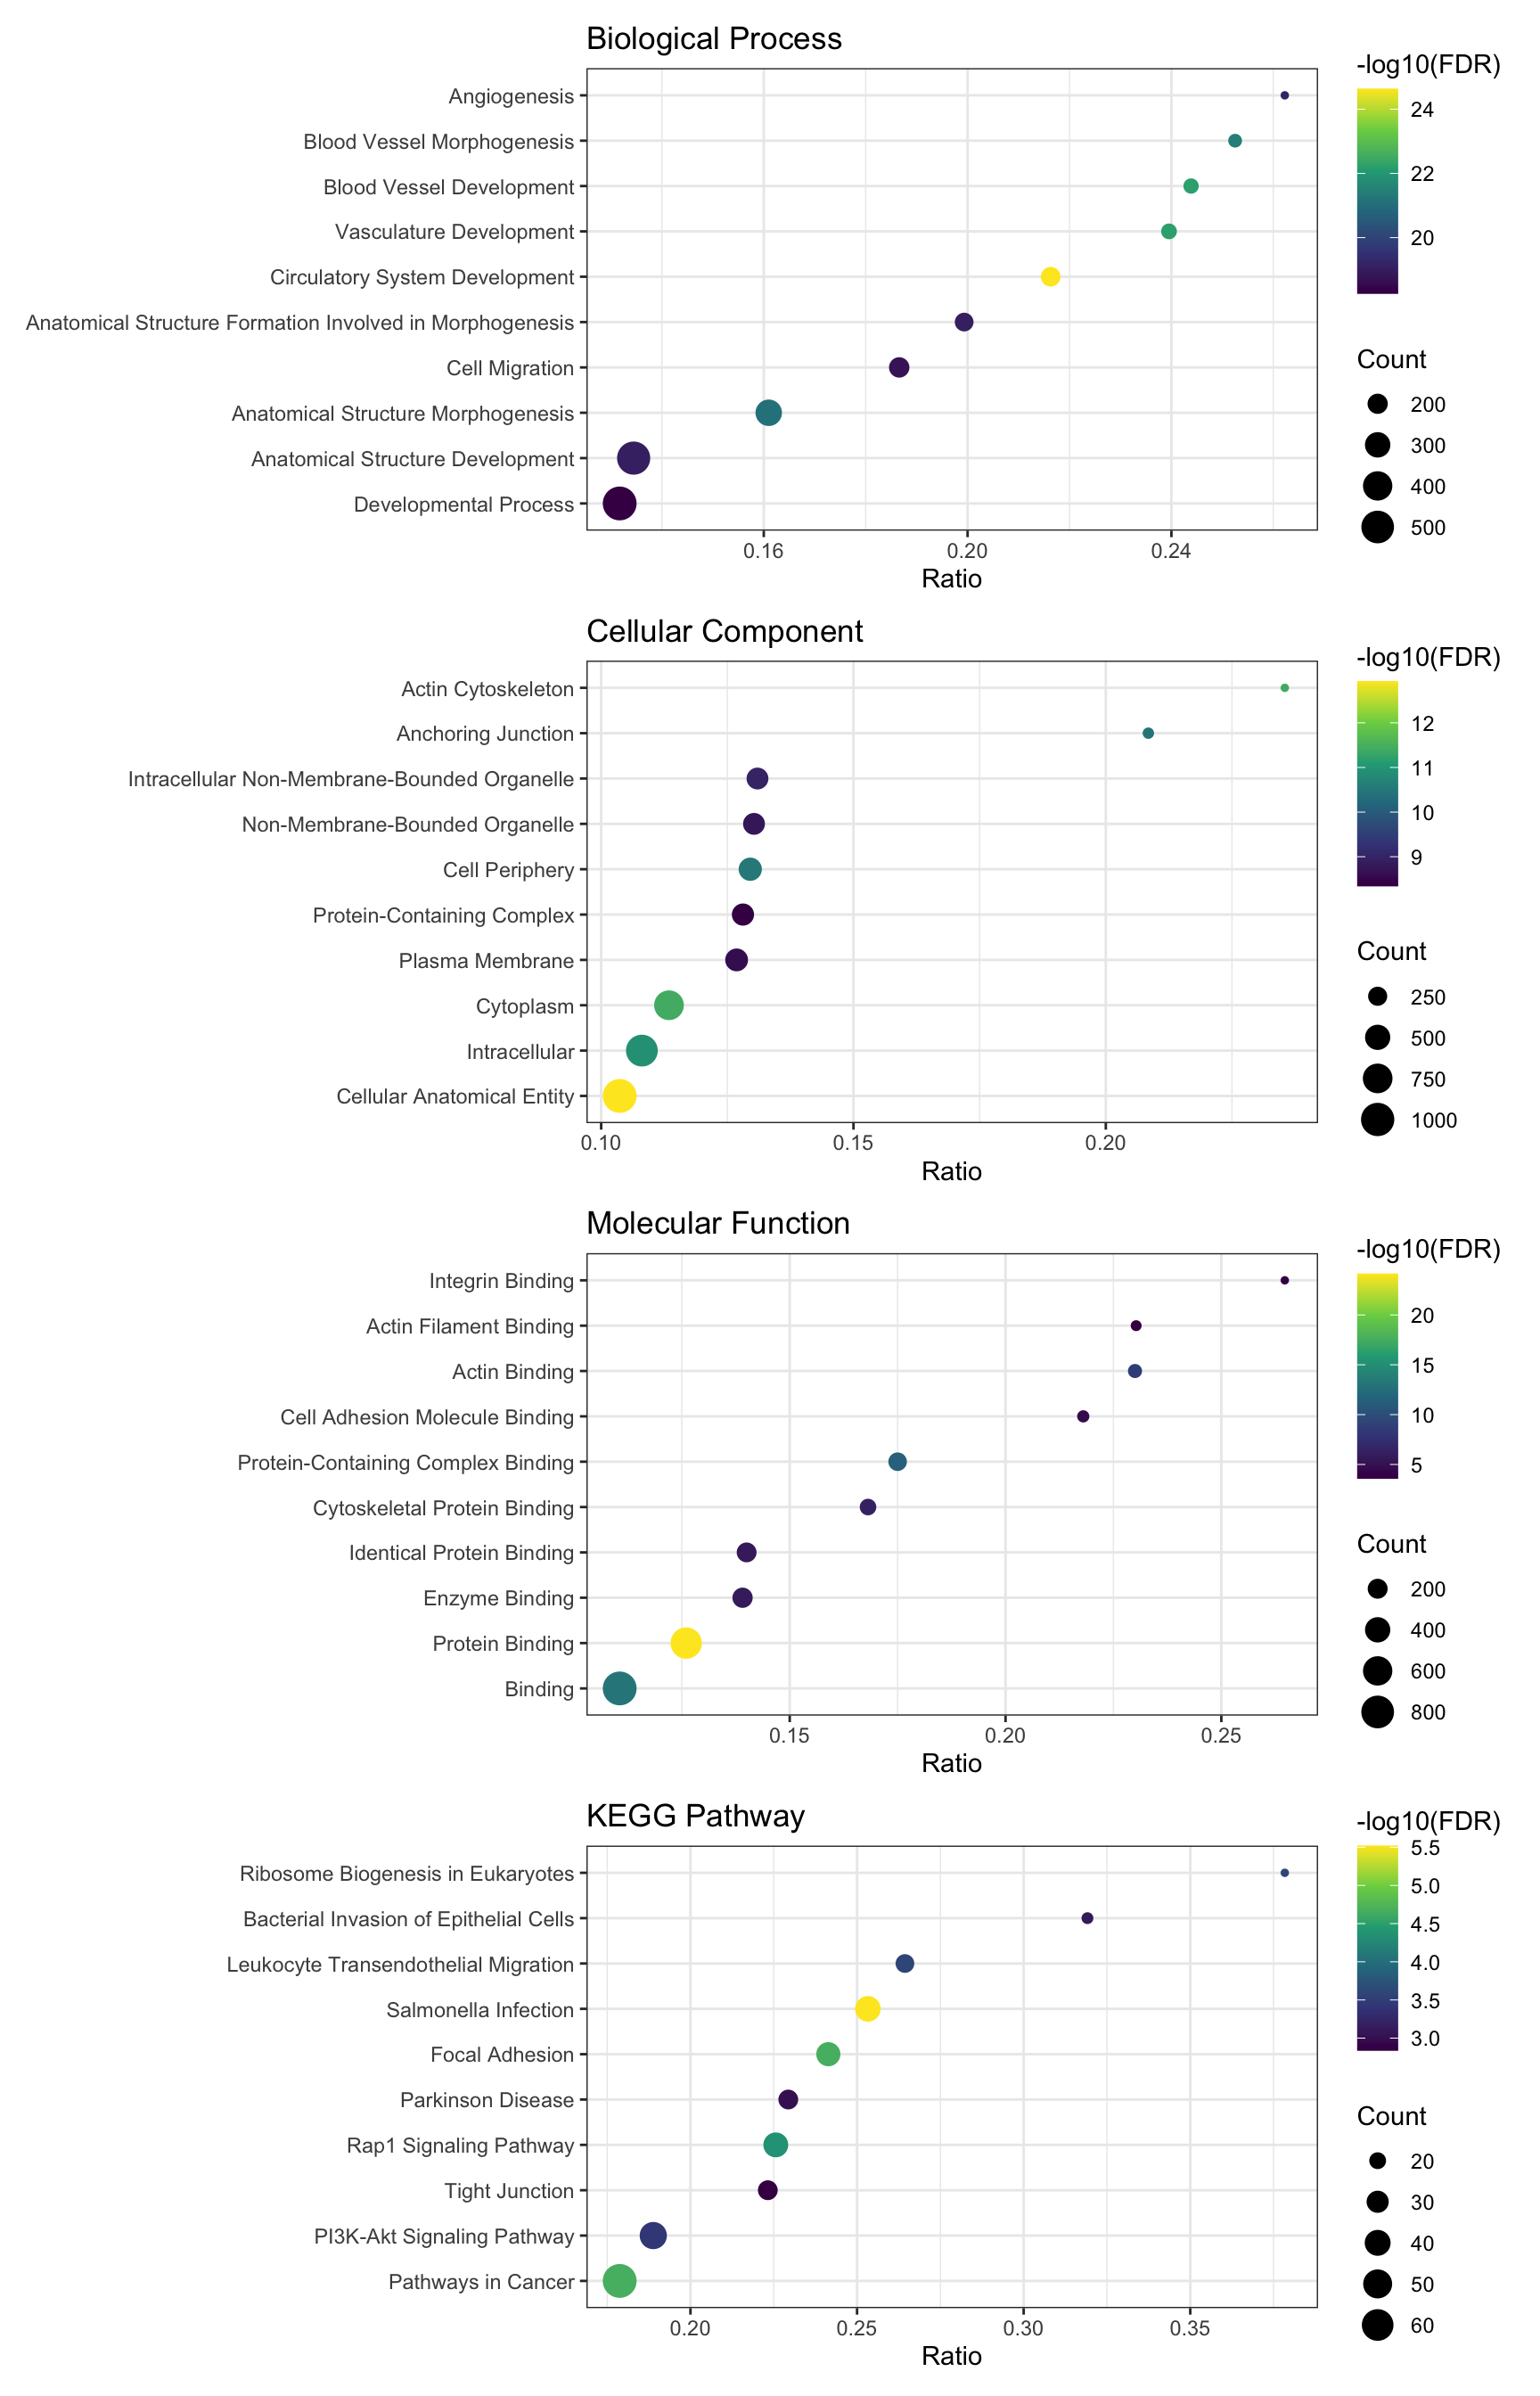 Biological Process
Angiogenesis
Blood Vessel Morphogenesis
Blood Vessel Development
Vasculature Development
Circulatory System Development
Anatomical Structure Formation Involved in Morphogenesis
Cell Migration
Anatomical Structure Morphogenesis
Anatomical Structure Development
Developmental Process
0.16 0.20 0.24
Ratio
-log10(FDR)
24
22
20
Count
200
300
400
500
Cellular Component
Actin Cytoskeleton
Anchoring Junction
Intracellular Non-Membrane-Bounded Organelle
Non-Membrane-Bounded Organelle
Cell Periphery
Protein-Containing Complex
Plasma Membrane
Cytoplasm
Intracellular
Cellular Anatomical Entity
0.10 0.15 0.20
Ratio
-log10(FDR)
12
11
10
9
Count
250
500
750
1000
Molecular Function
Integrin Binding
Actin Filament Binding
Actin Binding
Cell Adhesion Molecule Binding
Protein-Containing Complex Binding
Cytoskeletal Protein Binding
Identical Protein Binding
Enzyme Binding
Protein Binding
Binding
0.15 0.20 0.25
Ratio
-log10(FDR)
20
15
10
5
Count
200
400
600
800
KEGG Pathway
Ribosome Biogenesis in Eukaryotes
Bacterial Invasion of Epithelial Cells
Leukocyte Transendothelial Migration
Salmonella Infection
Focal Adhesion
Parkinson Disease
Rap1 Signaling Pathway
Tight Junction
PI3K-Akt Signaling Pathway
Pathways in Cancer
0.20 0.25 0.30 0.35
Ratio
-log10(FDR)
5.5
5.0
4.5
4.0
3.5
3.0
Count
20
30
40
50
60